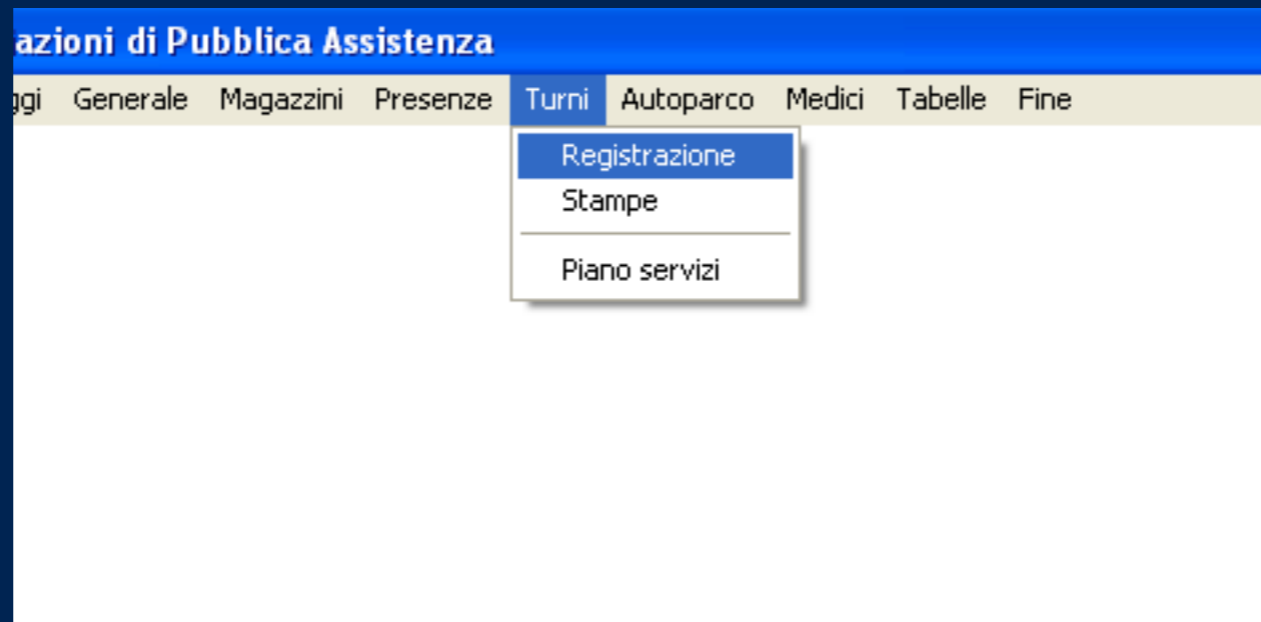 azioni di Pubblica Assistenza
ggi Generale Magazzini Presenze Turni Autoparco Medici Tabelle Fine
Registrazione
Stampe
Piano servizi